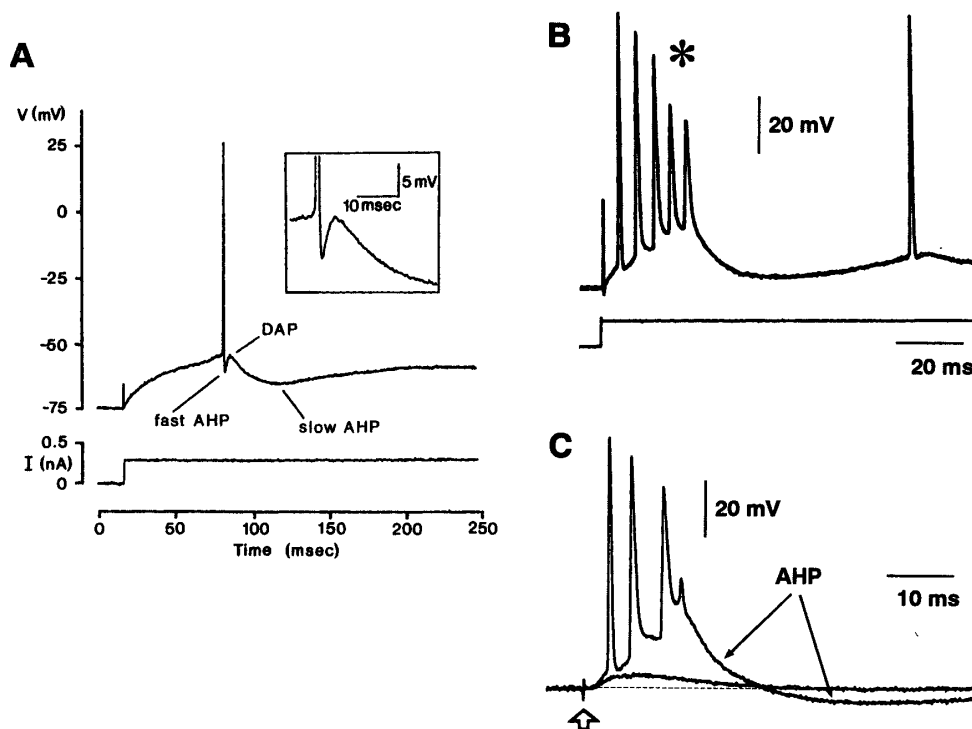 A
V (mV)
25
0
-25
-50
-75
5 mV
10 msec
DAP
fast AHP
slow AHP
0.5
I (nA)
0
0 50 100 150 200 250
Time (msec)
B
*
20 mV
20 ms
C
20 mV
AHP
10 ms